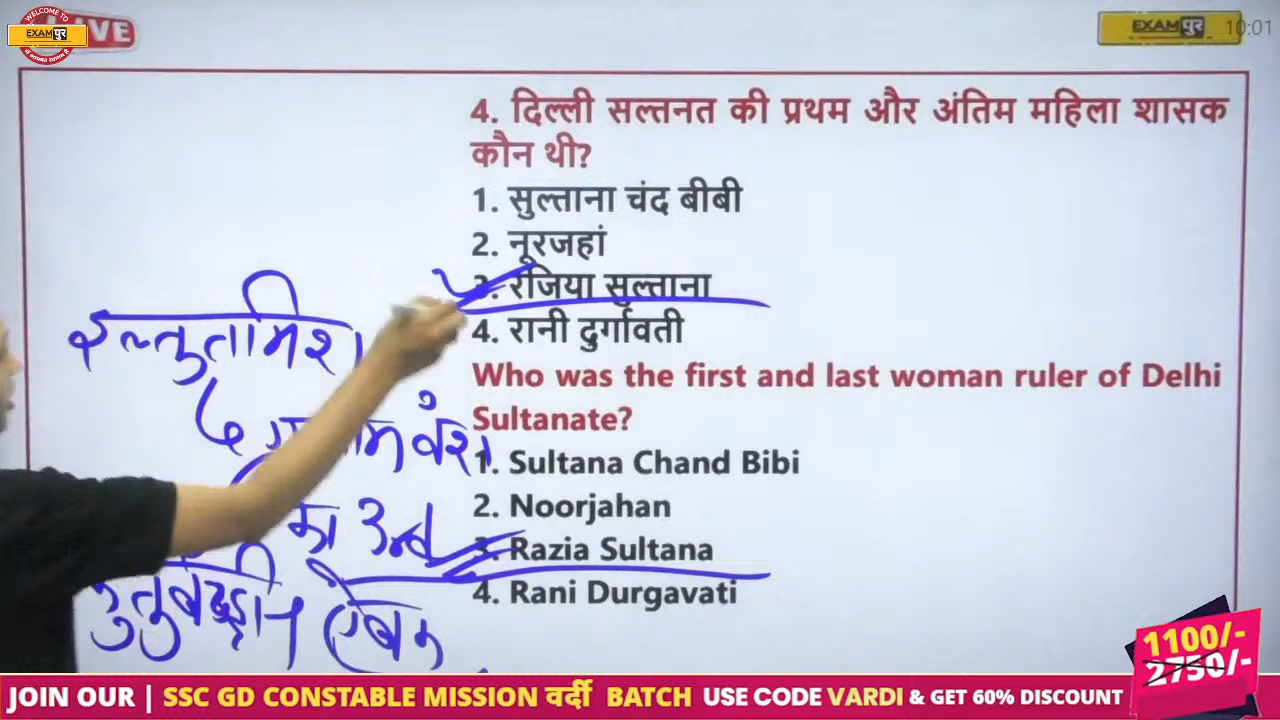 WELCOME TO
EXAM पुर
LIVE
EXAM पुर
10:01
4. दिल्ली सल्तनत की प्रथम और अंतिम महिला शासक
कौन थी?
1. सुल्ताना चंद बीबी
2. नूरजहां
3. रजिया सुल्ताना
4. रानी दुर्गावती
Who was the first and last woman ruler of Delhi
Sultanate?
1. Sultana Chand Bibi
2. Noorjahan
3. Razia Sultana
4. Rani Durgavati
इल्तुतमिश
वंश
का
ऐबक
JOIN OUR | SSC GD CONSTABLE MISSION वर्दी BATCH USE CODE VARDI & GET 60% DISCOUNT
1100/-
2750/-